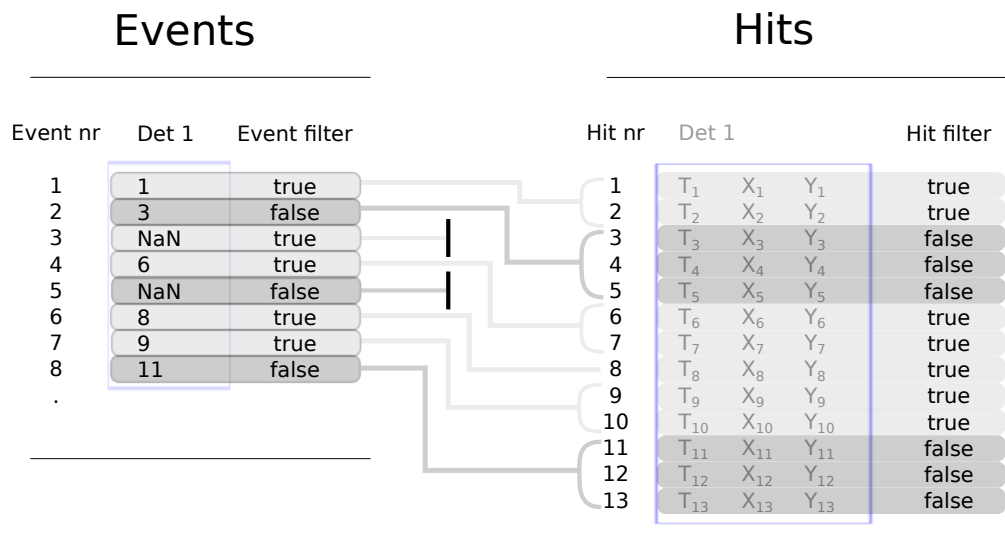 Events
Hits
Event nr Det 1 Event filter
Hit nr Det 1 Hit filter
1 1 true
2 3 false
3 NaN true
4 6 true
5 NaN false
6 8 true
7 9 true
8 11 false
.
1 T₁ X₁ Y₁ true
2 T₂ X₂ Y₂ true
3 T₃ X₃ Y₃ false
4 T₄ X₄ Y₄ false
5 T₅ X₅ Y₅ false
6 T₆ X₆ Y₆ true
7 T₇ X₇ Y₇ true
8 T₈ X₈ Y₈ true
9 T₉ X₉ Y₉ true
10 T₁₀ X₁₀ Y₁₀ true
11 T₁₁ X₁₁ Y₁₁ false
12 T₁₂ X₁₂ Y₁₂ false
13 T₁₃ X₁₃ Y₁₃ false